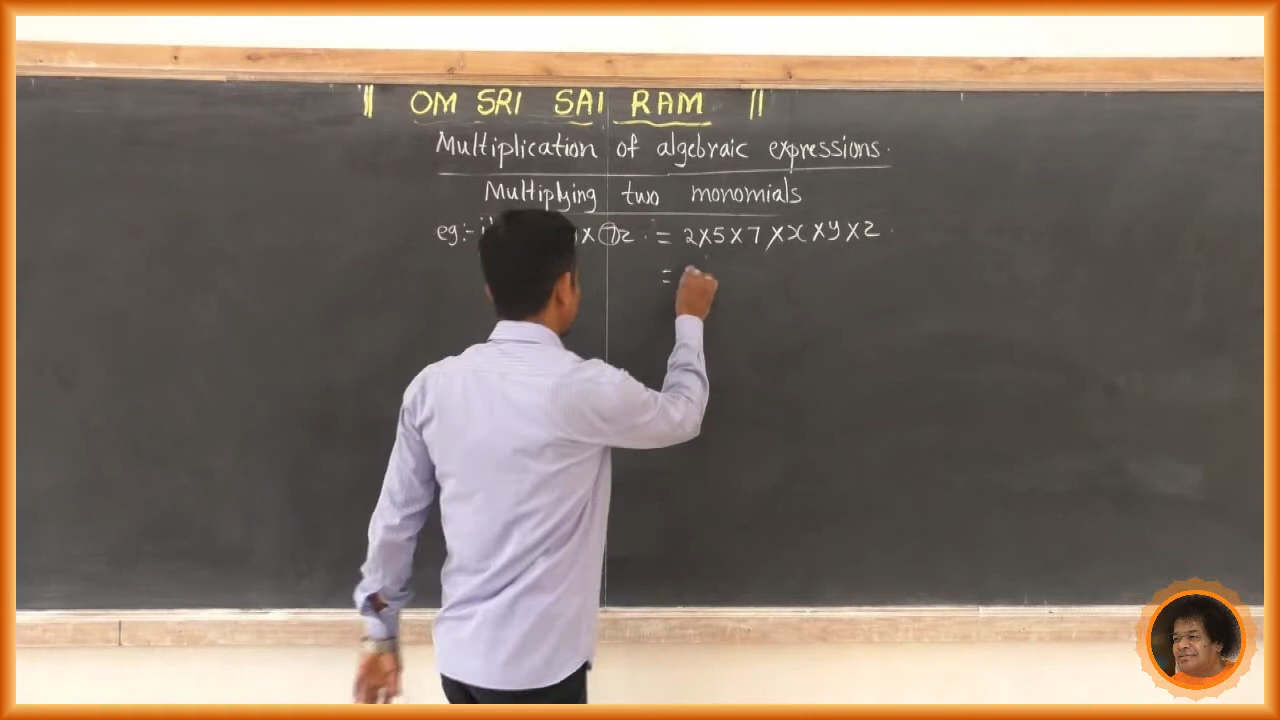 || OM SRI SAI RAM ||
Multiplication of algebraic expressions.
Multiplying two monomials
eg:- × 7z. = 2×5×7×x×y×z.
=